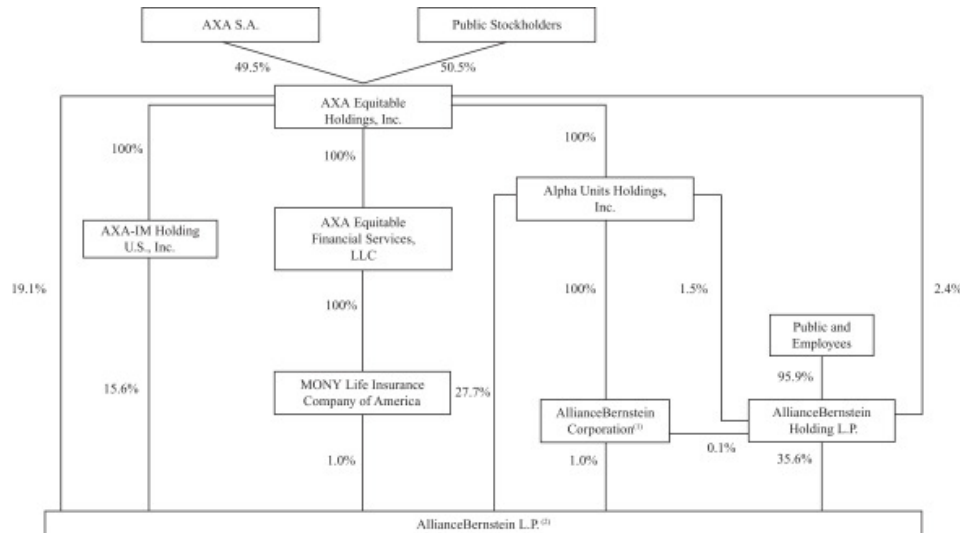 AXA S.A.
Public Stockholders
49.5%
50.5%
AXA Equitable
Holdings, Inc.
100%
100%
100%
Alpha Units Holdings,
Inc.
AXA-IM Holding
U.S., Inc.
AXA Equitable
Financial Services,
LLC
19.1%
100%
1.5%
2.4%
100%
Public and
Employees
15.6%
MONY Life Insurance
Company of America
27.7%
95.9%
AllianceBernstein
Corporation(1)
AllianceBernstein
Holding L.P.
0.1%
1.0%
1.0%
35.6%
AllianceBernstein L.P.(2)